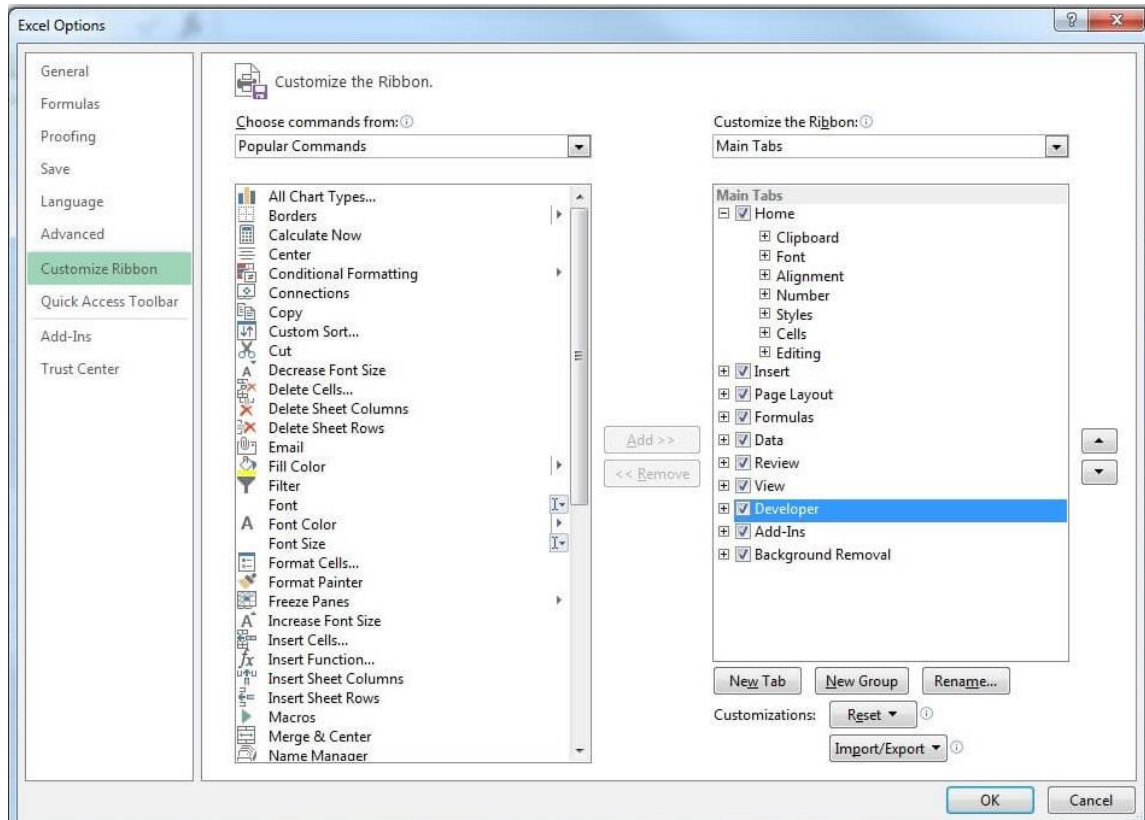 Excel Options
General
Formulas
Proofing
Save
Language
Advanced
Customize Ribbon
Quick Access Toolbar
Add-Ins
Trust Center
Customize the Ribbon.
Choose commands from:
Popular Commands
All Chart Types...
Borders
Calculate Now
Center
Conditional Formatting
Connections
Copy
Custom Sort...
Cut
Decrease Font Size
Delete Cells...
Delete Sheet Columns
Delete Sheet Rows
Email
Fill Color
Filter
Font
Font Color
Font Size
Format Cells...
Format Painter
Freeze Panes
Increase Font Size
Insert Cells...
Insert Function...
Insert Sheet Columns
Insert Sheet Rows
Macros
Merge & Center
Name Manager
Add >>
<< Remove
Customize the Ribbon:
Main Tabs
Main Tabs
Home
Clipboard
Font
Alignment
Number
Styles
Cells
Editing
Insert
Page Layout
Formulas
Data
Review
View
Developer
Add-Ins
Background Removal
New Tab
New Group
Rename...
Customizations:
Reset
Import/Export
OK
Cancel